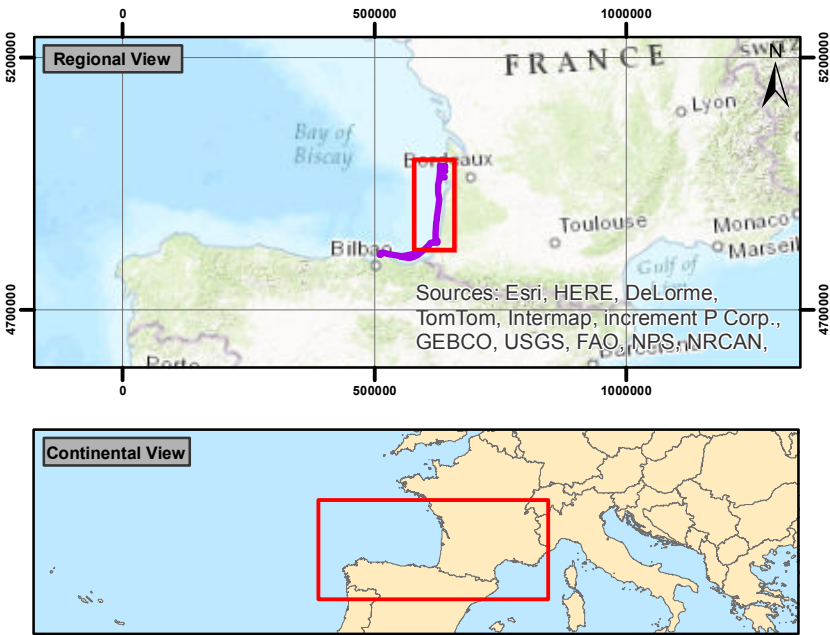 0 500000 1000000
5200000 5200000
Regional View
FRANCE
N
Lyon
Bay of
Biscay
Bordeaux
Toulouse
Monaco
Bilbao
Marseil
Gulf of
Sources: Esri, HERE, DeLorme,
TomTom, Intermap, increment P Corp.,
GEBCO, USGS, FAO, NPS, NRCAN,
4700000 4700000
Porto
Barcelona
0 500000 1000000
Continental View